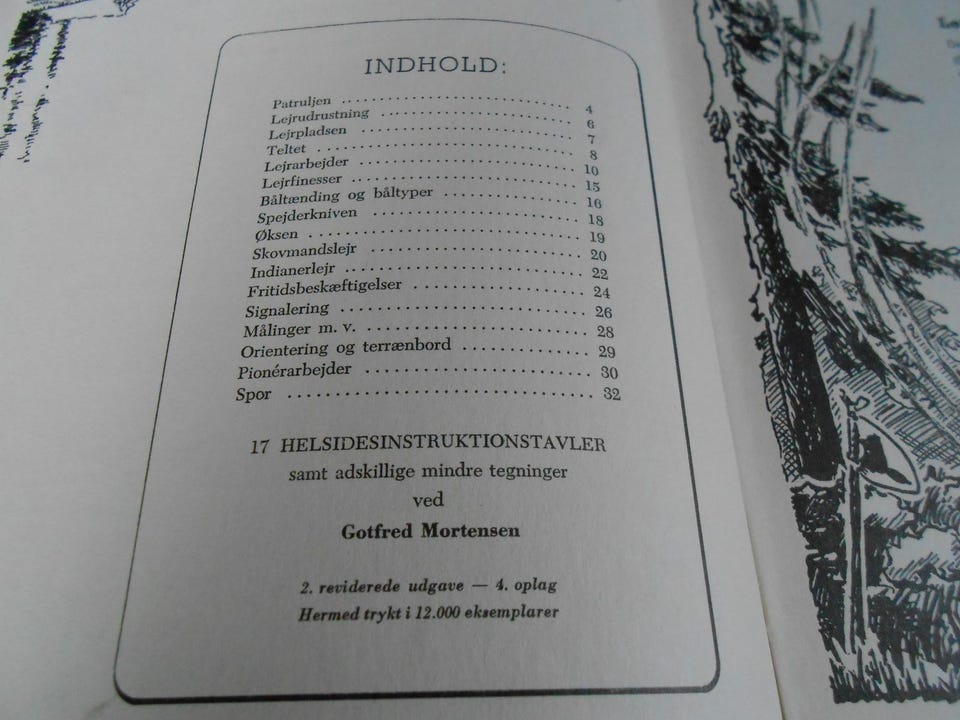 INDHOLD:
Patruljen 4
Lejrudrustning 6
Lejrpladsen 7
Teltet 8
Lejrarbejder 10
Lejrfinesser 15
Båltænding og båltyper 16
Spejderkniven 18
Øksen 19
Skovmandslejr 20
Indianerlejr 22
Fritidsbeskæftigelser 24
Signalering 26
Målinger m. v. 28
Orientering og terrænbord 29
Pionérarbejder 30
Spor 32
17 HELSIDESINSTRUKTIONSTAVLER
samt adskillige mindre tegninger
ved
Gotfred Mortensen
2. reviderede udgave — 4. oplag
Hermed trykt i 12.000 eksemplarer